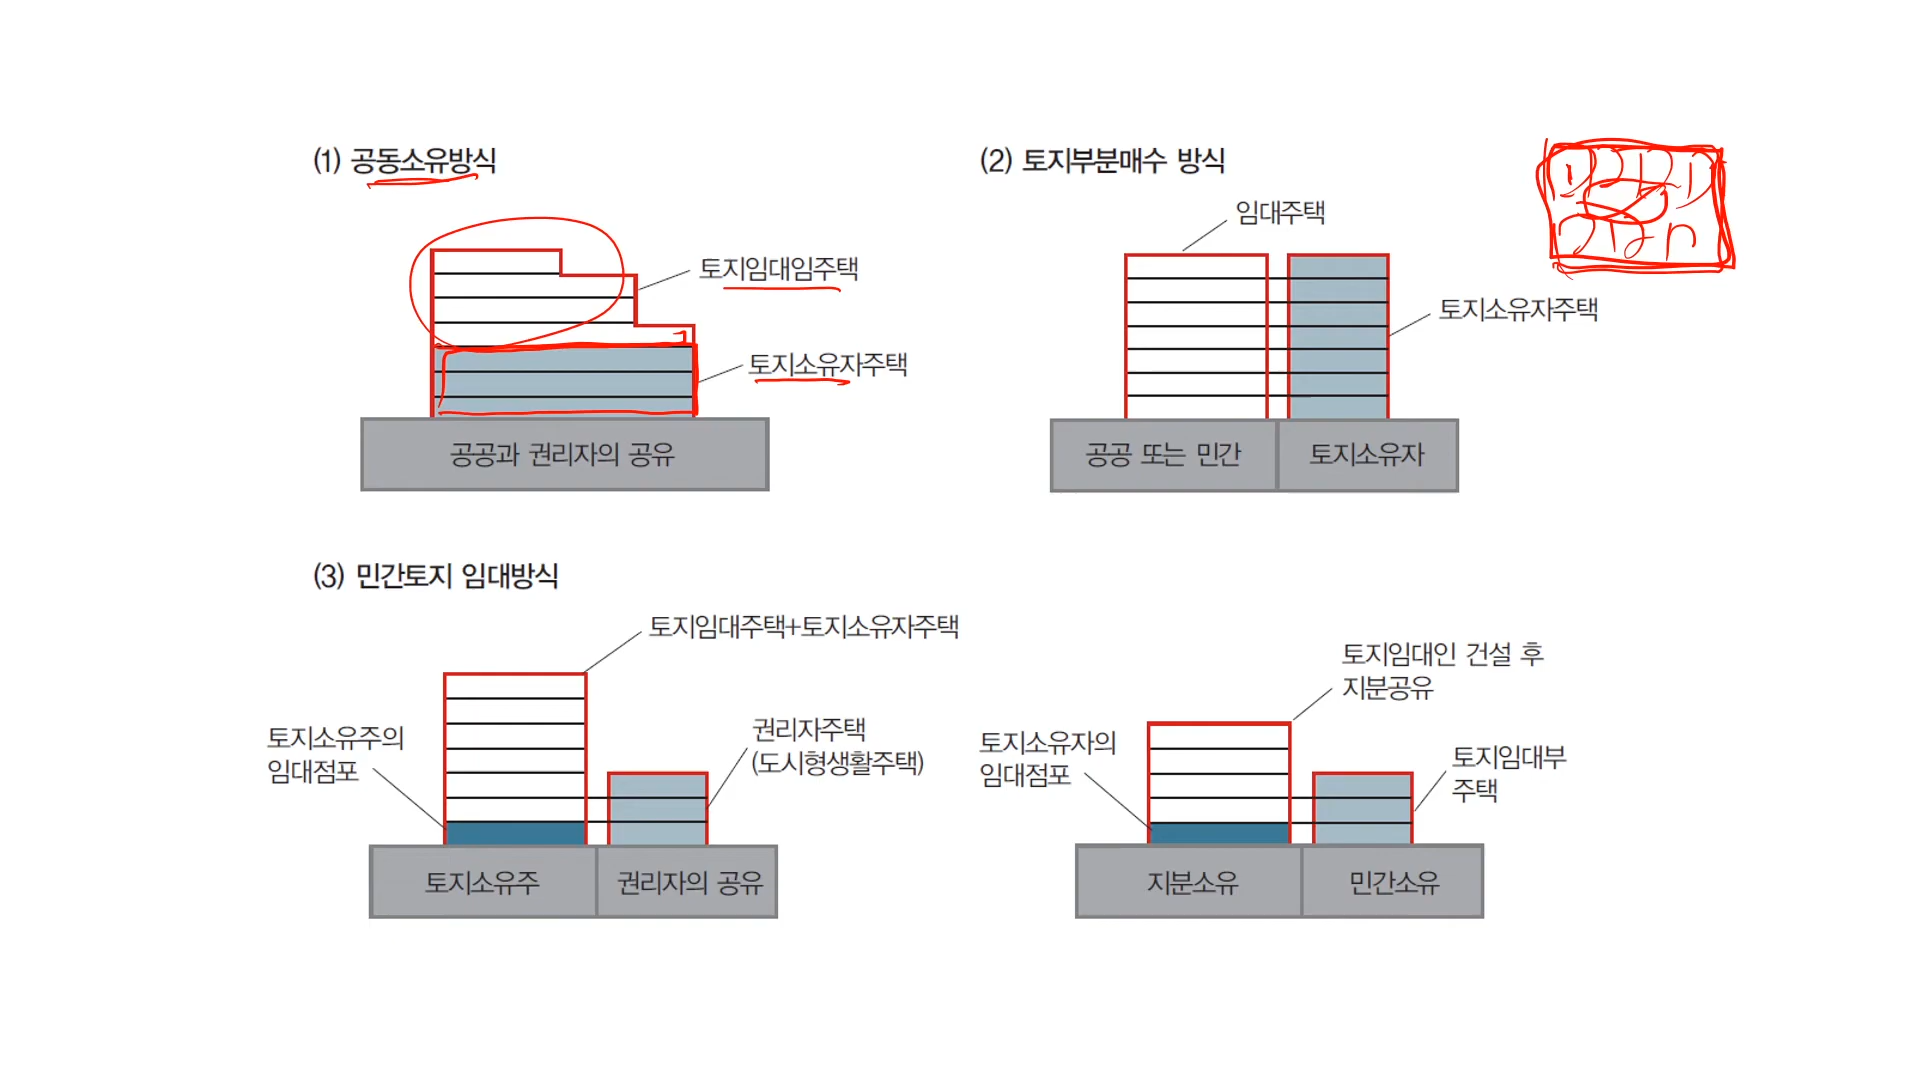 (1) 공동소유방식
토지임대임주택
토지소유자주택
공공과 권리자의 공유
(2) 토지부분매수 방식
임대주택
토지소유자주택
공공 또는 민간
토지소유자
(3) 민간토지 임대방식
토지임대주택+토지소유자주택
토지소유주의
임대점포
권리자주택
(도시형생활주택)
토지소유주
권리자의 공유
토지임대인 건설 후
지분공유
토지소유자의
임대점포
토지임대부
주택
지분소유
민간소유